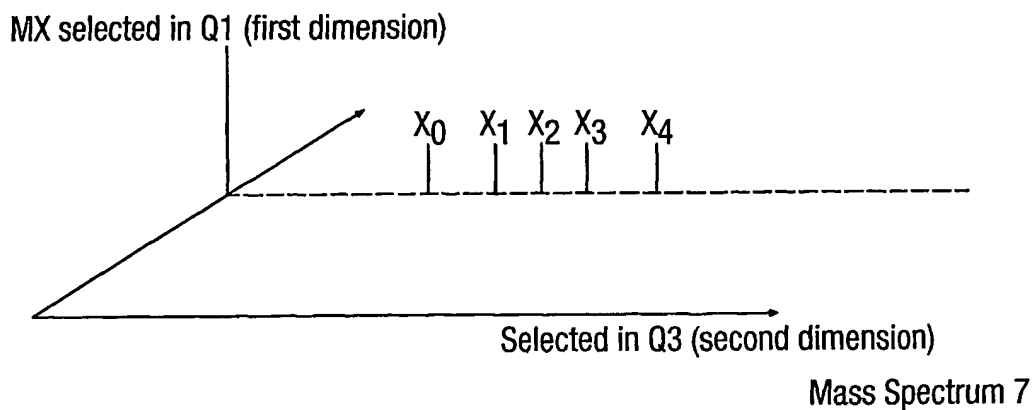 MX selected in Q1 (first dimension)
X0 X1 X2 X3 X4
Selected in Q3 (second dimension)
Mass Spectrum 7